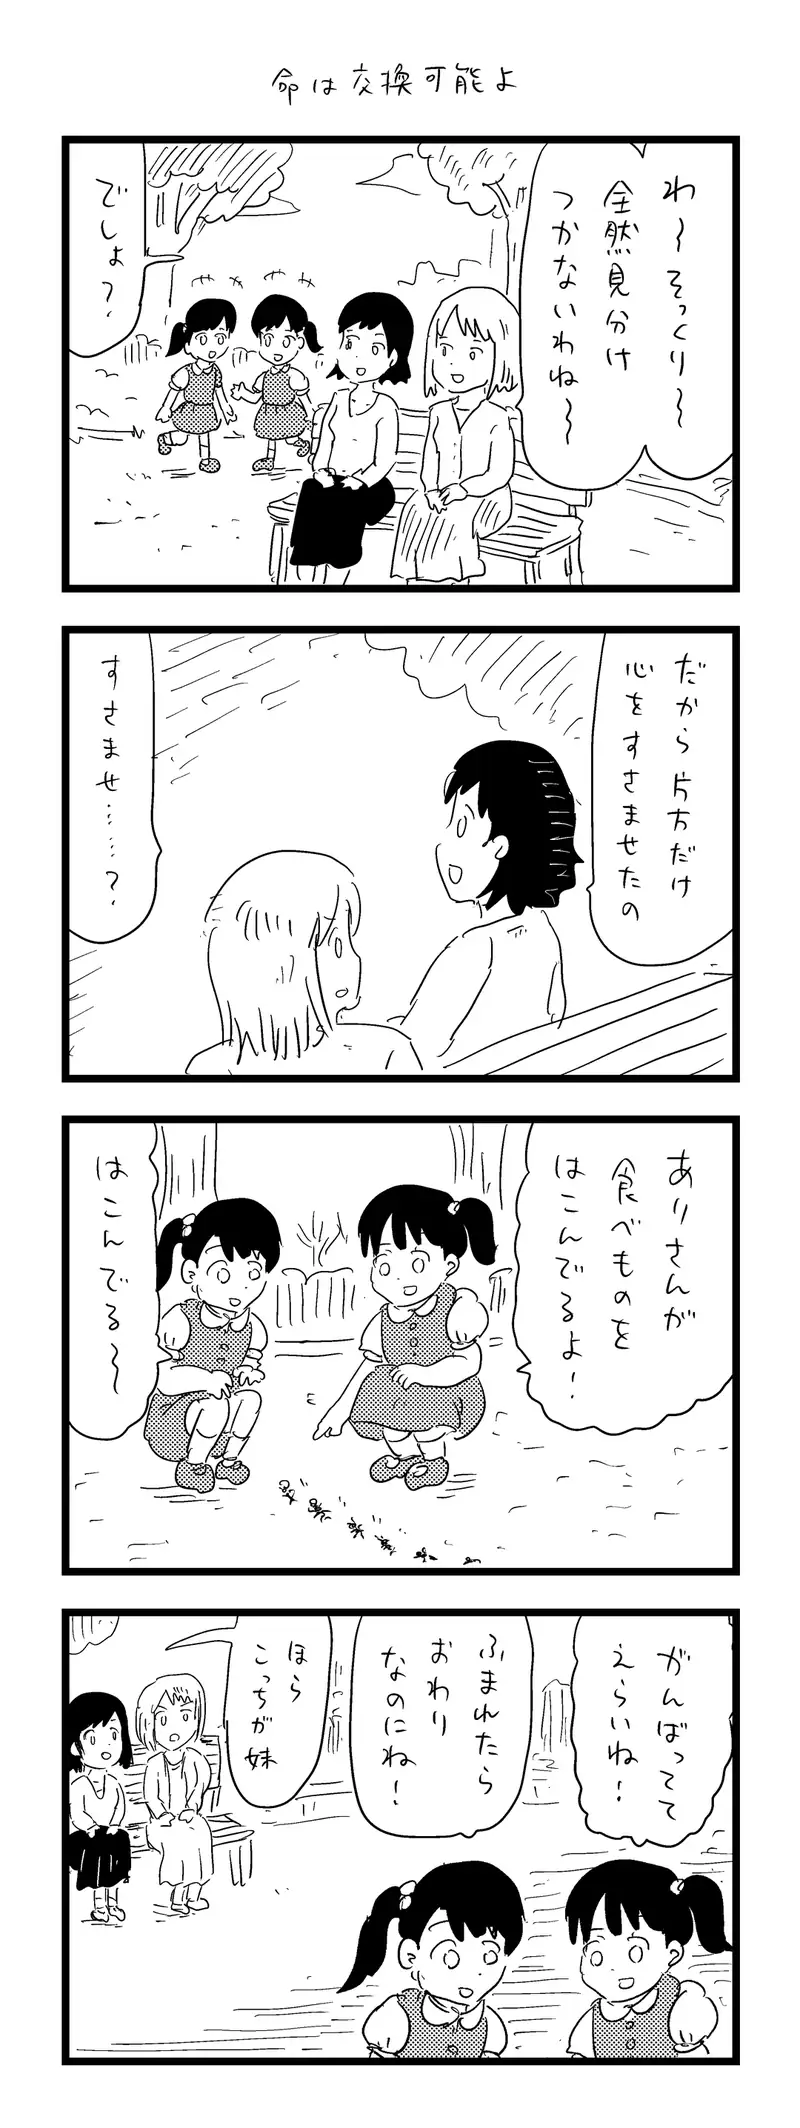 命は交換可能よ
わ〜そっくり〜
全然見分け
つかないわね〜
でしょ?
だから片方だけ
心をすさませたの
すさませ……?
ありさんが
食べものを
はこんでるよ!
はこんでる〜
がんばってて
えらいね!
ふまれたら
おわり
なのにね!
ほら
こっちが妹